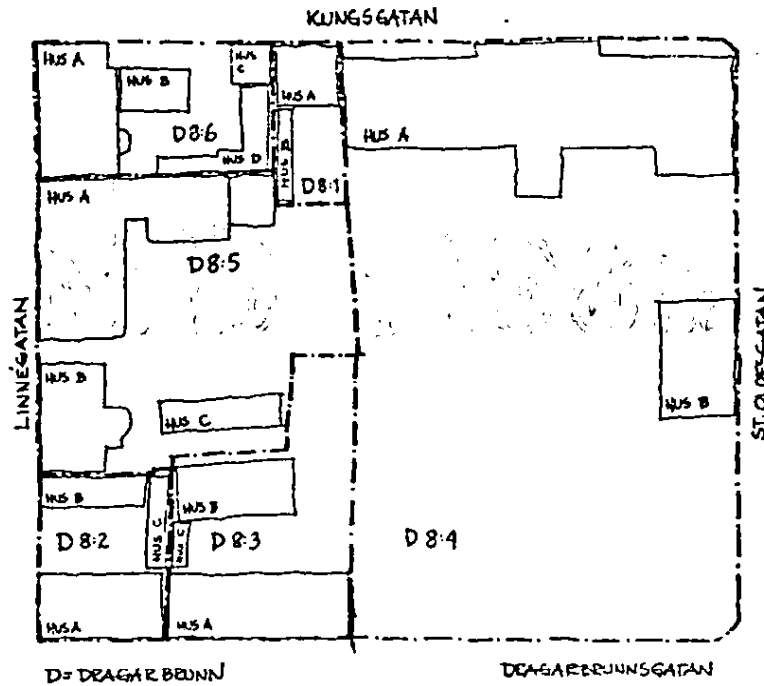 KUNGSGATAN
HUS A
HUS B
HUS C
D8:6
HUS D
HUS A
HUS B
D8:1
HUS A
HUS A
D8:5
LINNÉGATAN
HUS B
HUS C
HUS B
ST. OLOFSGATAN
HUS B
HUS C
HUS C
HUS B
D 8:2
D 8:3
D 8:4
HUS A
HUS A
D= DRAGARBRUNN
DRAGARBRUNNSGATAN